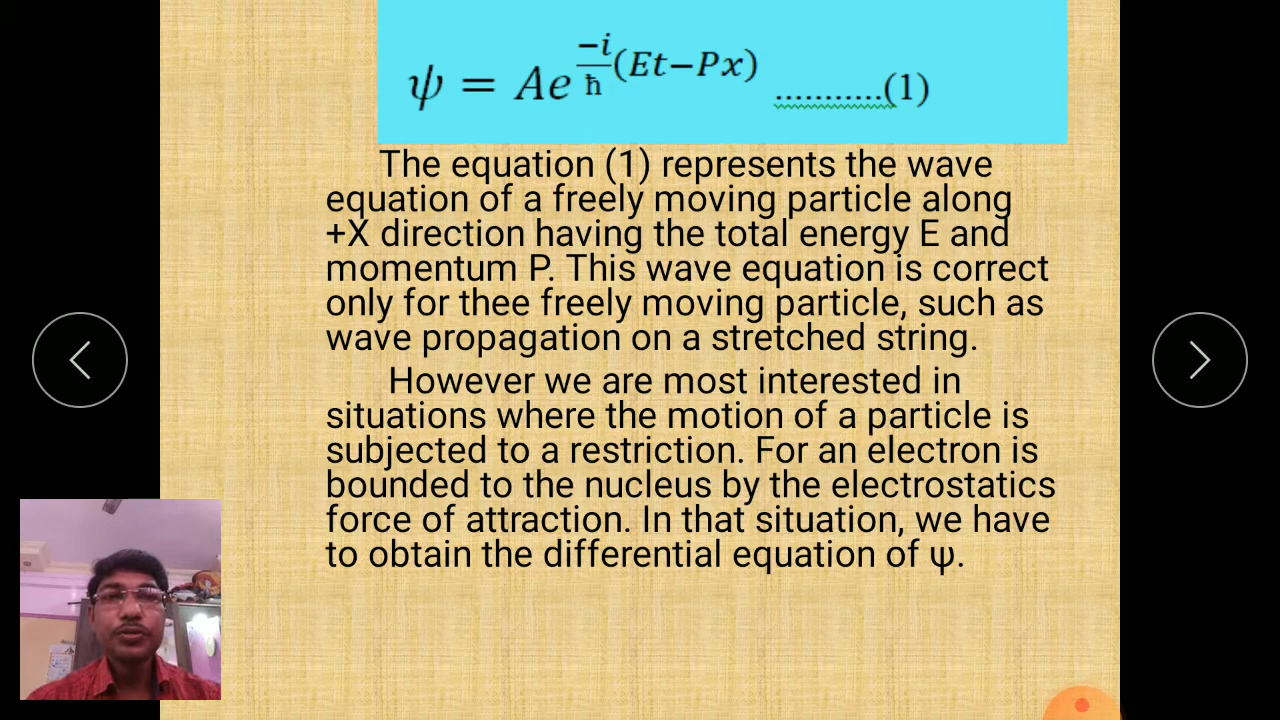 ψ = Ae^{\frac{-i}{ħ}(Et−Px)} ...........(1)
The equation (1) represents the wave
equation of a freely moving particle along
+X direction having the total energy E and
momentum P. This wave equation is correct
only for thee freely moving particle, such as
wave propagation on a stretched string.
However we are most interested in
situations where the motion of a particle is
subjected to a restriction. For an electron is
bounded to the nucleus by the electrostatics
force of attraction. In that situation, we have
to obtain the differential equation of ψ.